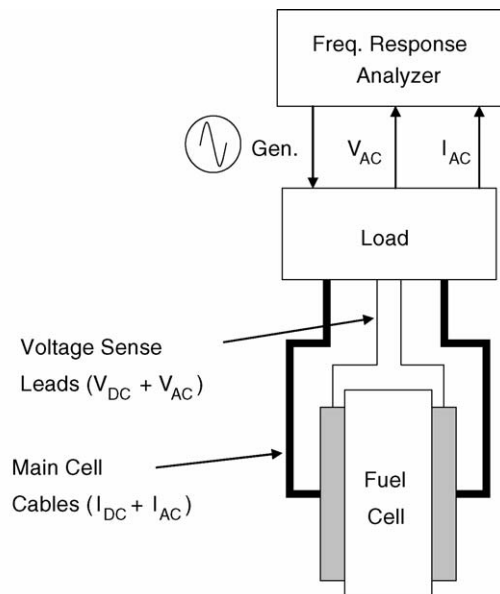 Freq. Response
Analyzer
Gen.
V_AC
I_AC
Load
Voltage Sense
Leads (V_DC + V_AC)
Main Cell
Cables (I_DC + I_AC)
Fuel
Cell